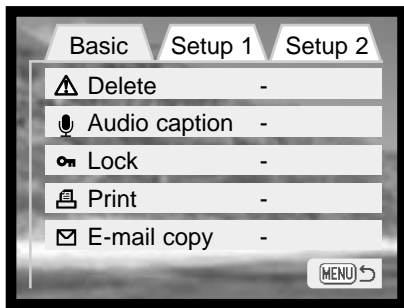 Basic Setup 1 Setup 2
Delete -
Audio caption -
Lock -
Print -
E-mail copy -
MENU